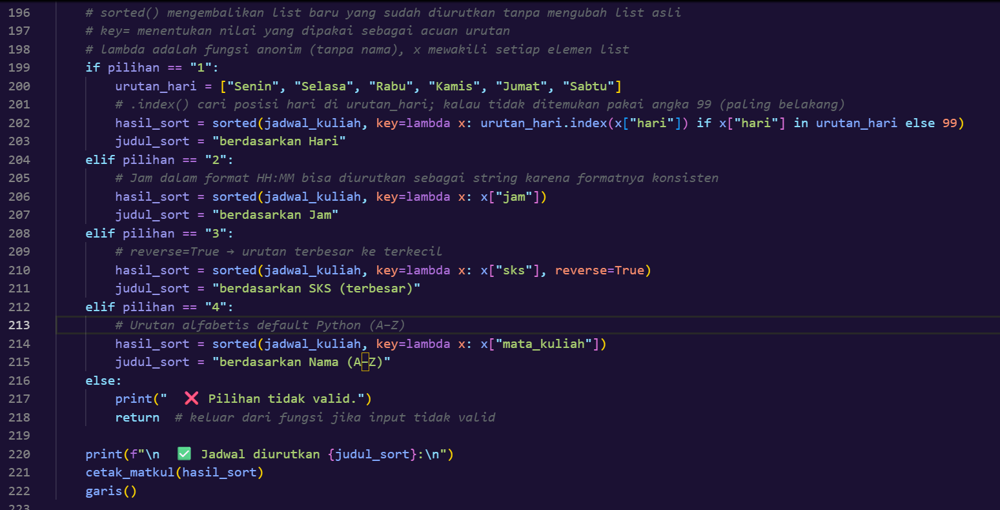 196 # sorted() mengembalikan list baru yang sudah diurutkan tanpa mengubah list asli
197 # key= menentukan nilai yang dipakai sebagai acuan urutan
198 # lambda adalah fungsi anonim (tanpa nama), x mewakili setiap elemen list
199 if pilihan == "1":
200 urutan_hari = ["Senin", "Selasa", "Rabu", "Kamis", "Jumat", "Sabtu"]
201 # .index() cari posisi hari di urutan_hari; kalau tidak ditemukan pakai angka 99 (paling belakang)
202 hasil_sort = sorted(jadwal_kuliah, key=lambda x: urutan_hari.index(x["hari"]) if x["hari"] in urutan_hari else 99)
203 judul_sort = "berdasarkan Hari"
204 elif pilihan == "2":
205 # Jam dalam format HH:MM bisa diurutkan sebagai string karena formatnya konsisten
206 hasil_sort = sorted(jadwal_kuliah, key=lambda x: x["jam"])
207 judul_sort = "berdasarkan Jam"
208 elif pilihan == "3":
209 # reverse=True → urutan terbesar ke terkecil
210 hasil_sort = sorted(jadwal_kuliah, key=lambda x: x["sks"], reverse=True)
211 judul_sort = "berdasarkan SKS (terbesar)"
212 elif pilihan == "4":
213 # Urutan alfabetis default Python (A–Z)
214 hasil_sort = sorted(jadwal_kuliah, key=lambda x: x["mata_kuliah"])
215 judul_sort = "berdasarkan Nama (A–Z)"
216 else:
217 print("  ❌ Pilihan tidak valid.")
218 return  # keluar dari fungsi jika input tidak valid
219
220 print(f"\n  ✅ Jadwal diurutkan {judul_sort}:\n")
221 cetak_matkul(hasil_sort)
222 garis()
223